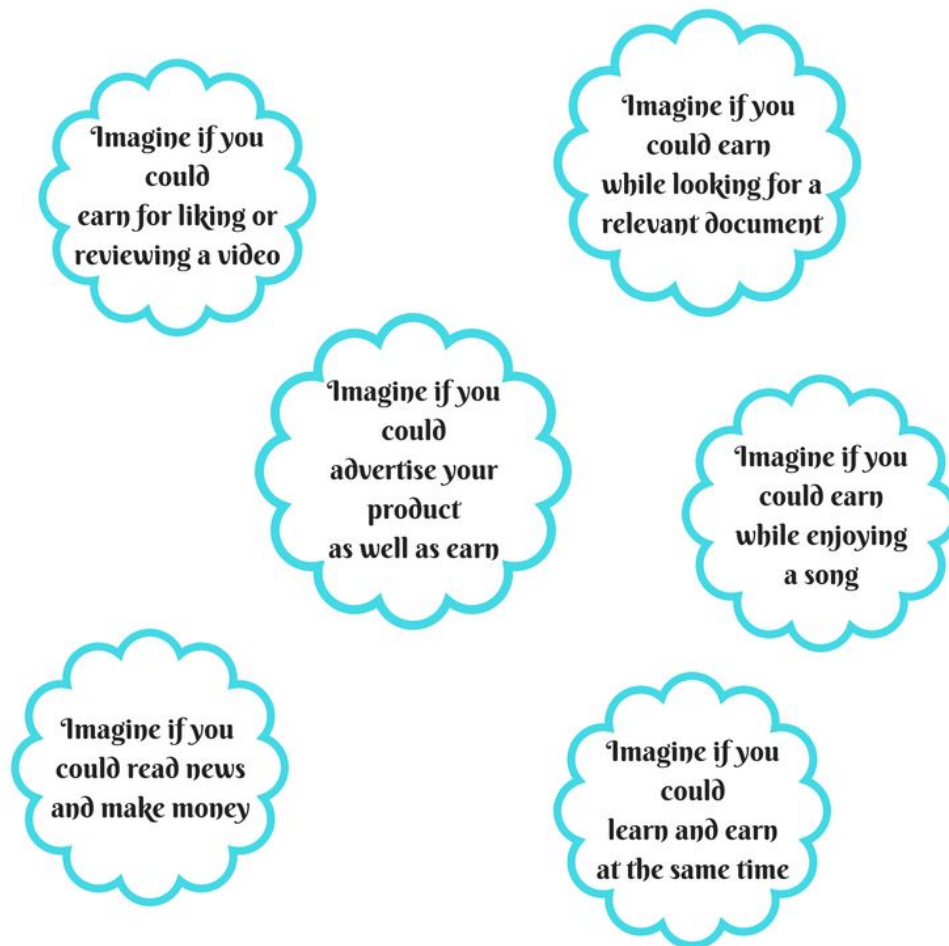 Imagine if you
could
earn for liking or
reviewing a video
Imagine if you
could earn
while looking for a
relevant document
Imagine if you
could
advertise your
product
as well as earn
Imagine if you
could earn
while enjoying
a song
Imagine if you
could read news
and make money
Imagine if you
could
learn and earn
at the same time